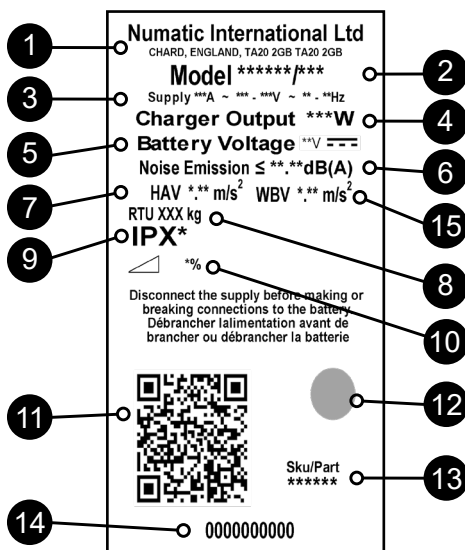 Numatic International Ltd
1
CHARD, ENGLAND, TA20 2GB TA20 2GB
Model ******/***
2
3
Supply ***A ~ *** - ***V ~ ** - **Hz
Charger Output ***W
4
5
Battery Voltage **V
Noise Emission ≤ **.**dB(A)
6
7
HAV *.** m/s² WBV *.** m/s²
15
RTU XXX kg
8
9
IPX*
*%
10
Disconnect the supply before making or
breaking connections to the battery
Débrancher lalimentation avant de
brancher ou débrancher la batterie
11
12
Sku/Part
******
13
14
0000000000